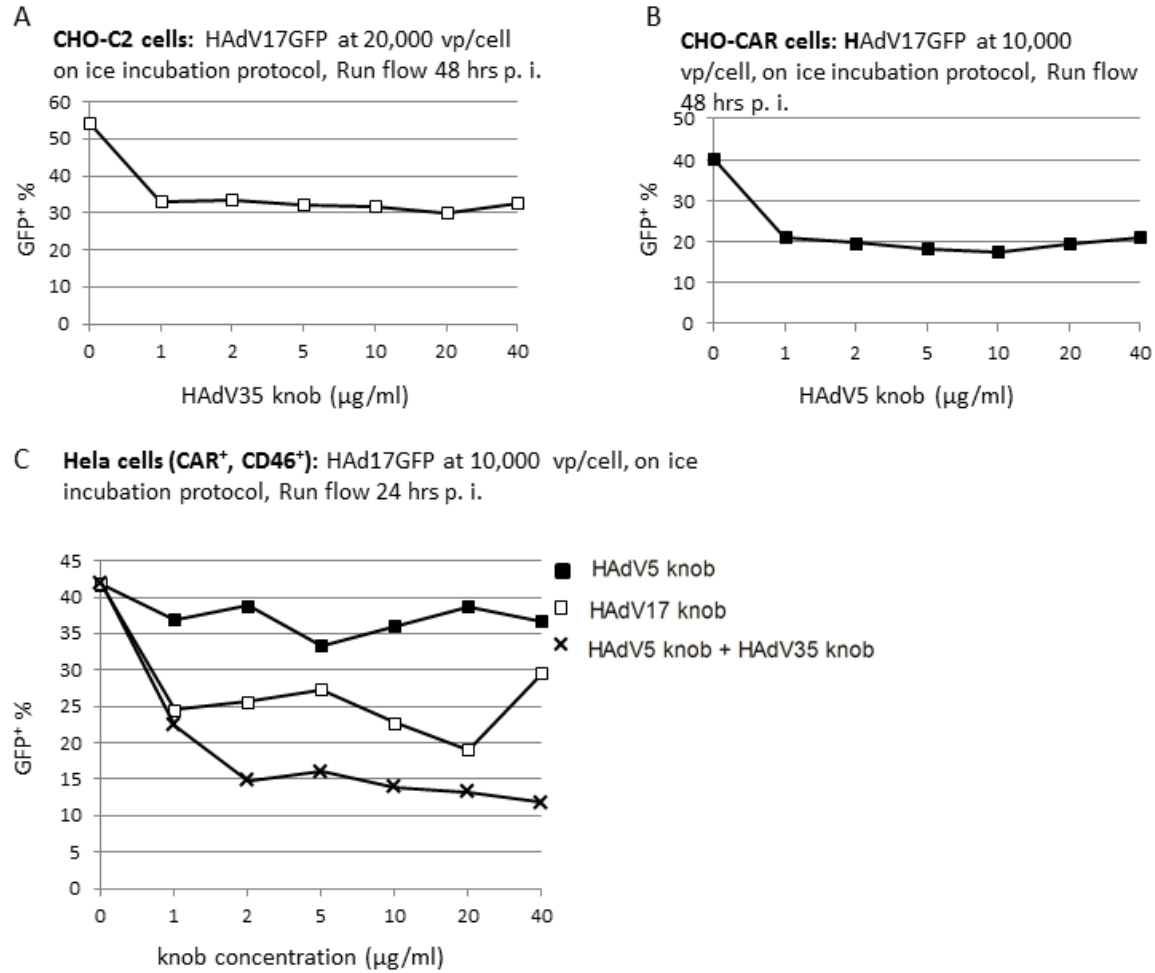 A
CHO-C2 cells: HAdV17GFP at 20,000 vp/cell
on ice incubation protocol, Run flow 48 hrs p. i.
60
50
40
30
20
10
0
GFP+ %
0 1 2 5 10 20 40
HAdV35 knob (µg/ml)
B
CHO-CAR cells: HAdV17GFP at 10,000
vp/cell, on ice incubation protocol, Run flow
48 hrs p. i.
50
40
30
20
10
0
GFP+ %
0 1 2 5 10 20 40
HAdV5 knob (µg/ml)
C Hela cells (CAR+, CD46+): HAd17GFP at 10,000 vp/cell, on ice
incubation protocol, Run flow 24 hrs p. i.
45
40
35
30
25
20
15
10
5
0
GFP+ %
0 1 2 5 10 20 40
knob concentration (µg/ml)
HAdV5 knob
HAdV17 knob
HAdV5 knob + HAdV35 knob